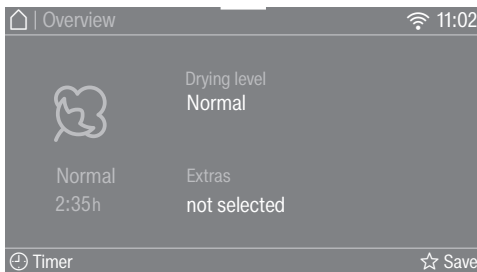 | Overview 11:02
Drying level
Normal
Normal
2:35h
Extras
not selected
Timer Save